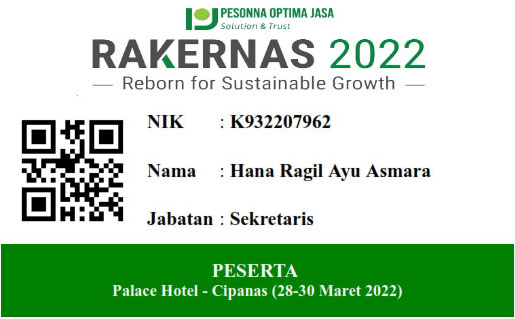 PESONNA OPTIMA JASA
Solution & Trust
RAKERNAS 2022
Reborn for Sustainable Growth
NIK : K932207962
Nama : Hana Ragil Ayu Asmara
Jabatan : Sekretaris
PESERTA
Palace Hotel - Cipanas (28-30 Maret 2022)